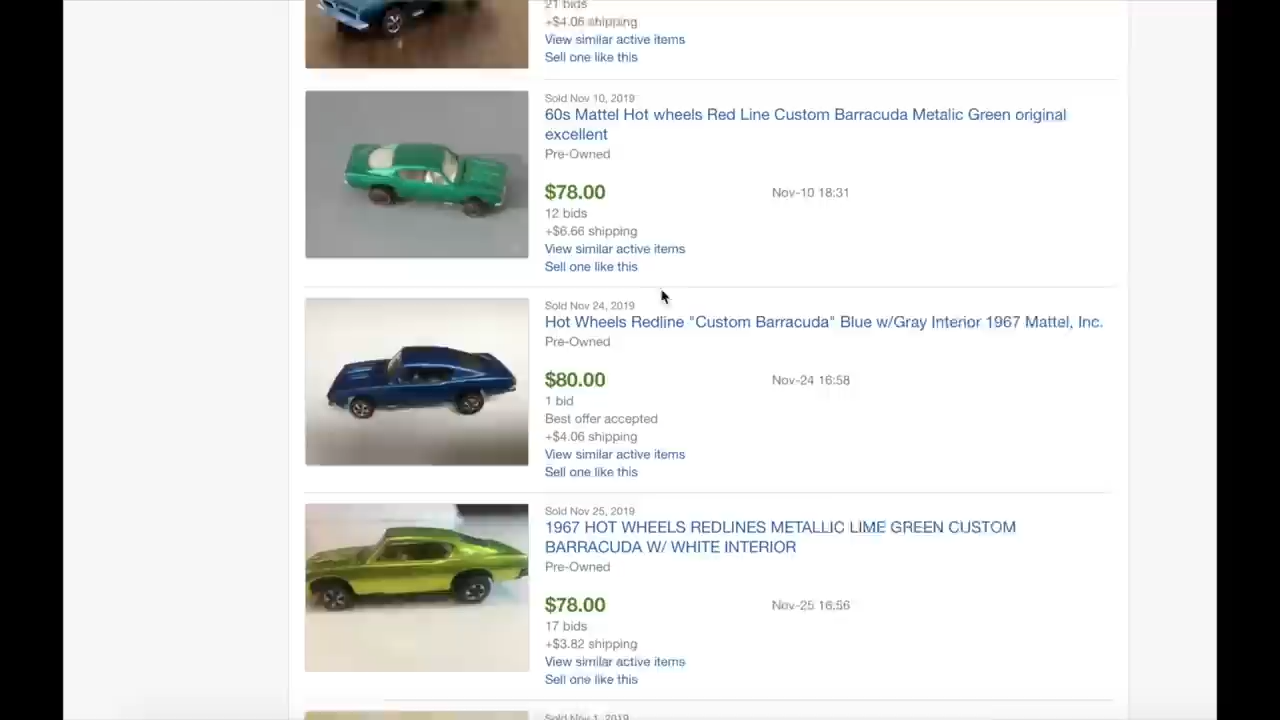 21 bids
+$4.06 shipping
View similar active items
Sell one like this
Sold Nov 10, 2019
60s Mattel Hot wheels Red Line Custom Barracuda Metalic Green original
excellent
Pre-Owned
$78.00
Nov-10 18:31
12 bids
+$6.66 shipping
View similar active items
Sell one like this
Sold Nov 24, 2019
Hot Wheels Redline "Custom Barracuda" Blue w/Gray Interior 1967 Mattel, Inc.
Pre-Owned
$80.00
Nov-24 16:58
1 bid
Best offer accepted
+$4.06 shipping
View similar active items
Sell one like this
Sold Nov 25, 2019
1967 HOT WHEELS REDLINES METALLIC LIME GREEN CUSTOM
BARRACUDA W/ WHITE INTERIOR
Pre-Owned
$78.00
Nov-25 16:56
17 bids
+$3.82 shipping
View similar active items
Sell one like this
Sold Nov 1, 2019